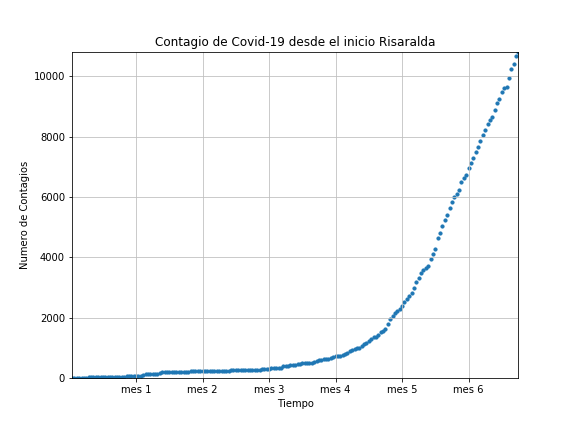 Contagio de Covid-19 desde el inicio Risaralda
10000
8000
6000
4000
2000
0
Numero de Contagios
mes 1 mes 2 mes 3 mes 4 mes 5 mes 6
Tiempo